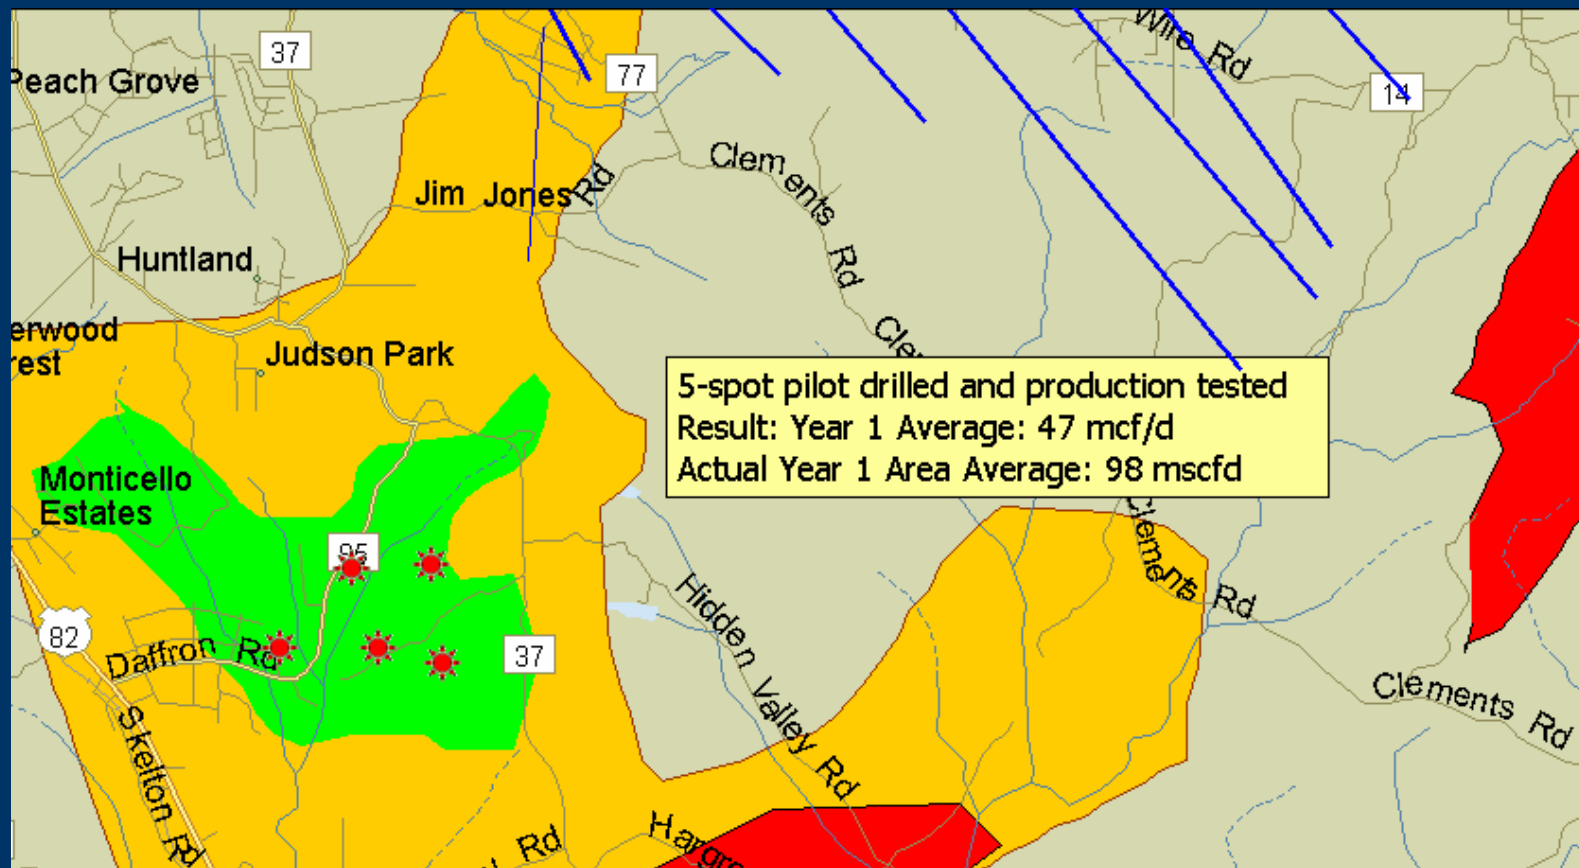 Wire Rd
37
77
Peach Grove
14
Clements Rd
Jim Jones Rd
Huntland
erwood
rest
Judson Park
5-spot pilot drilled and production tested
Result: Year 1 Average: 47 mcf/d
Actual Year 1 Area Average: 98 mscfd
Monticello
Estates
95
Clements Rd
Hidden Valley Rd
82
Daffron Rd
37
Clements Rd
Skelton Rd
Rd